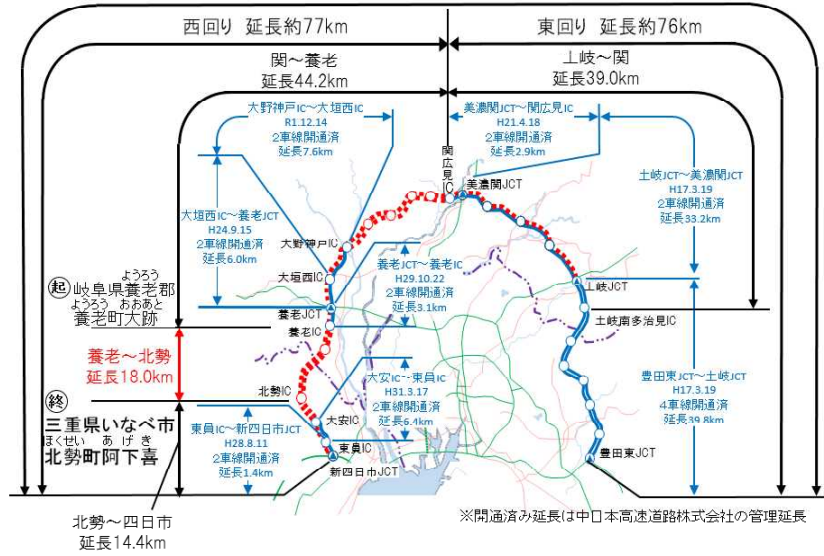 西回り 延長約77km
東回り 延長約76km
関～養老
延長44.2km
土岐～関
延長39.0km
大野神戸IC～大垣西IC
R1.12.14
2車線開通済
延長7.6km
美濃関JCT～関広見IC
H21.4.18
2車線開通済
延長2.9km
関広見IC
美濃関JCT
土岐JCT～美濃関JCT
H17.3.19
2車線開通済
延長33.2km
大垣西IC～養老JCT
H24.9.15
2車線開通済
延長6.0km
大野神戸IC
大垣西IC
養老JCT～養老IC
H29.10.22
2車線開通済
延長3.1km
土岐JCT
起
ようろう
岐阜県養老郡
ようろう おおあと
養老町大跡
養老JCT
養老IC
土岐南多治見IC
養老～北勢
延長18.0km
北勢IC
大安IC～東員IC
H31.3.17
2車線開通済
延長6.4km
豊田東JCT～土岐JCT
H17.3.19
4車線開通済
延長39.8km
終
三重県いなべ市
ほくせい あげき
北勢町阿下喜
東員IC～新四日市JCT
H28.8.11
2車線開通済
延長1.4km
大安IC
東員IC
新四日市JCT
豊田東JCT
北勢～四日市
延長14.4km
※開通済み延長は中日本高速道路株式会社の管理延長